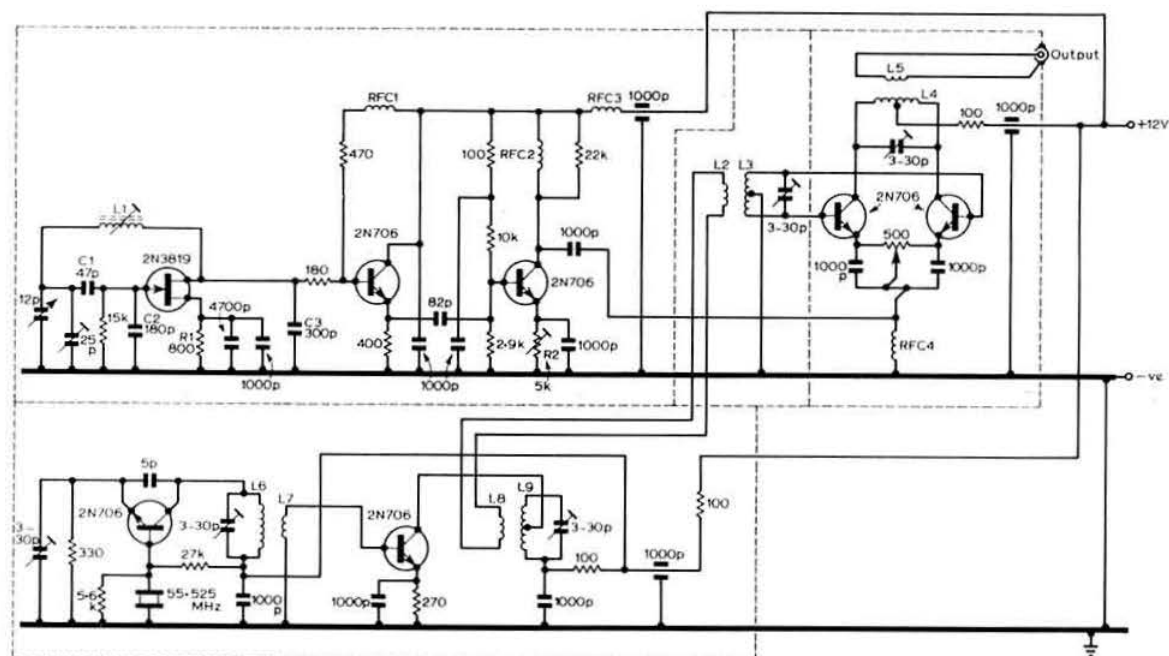 Output
L5
L4
RFC1
RFC3
1000p
100
1000p
+12V
470
100
RFC2
22k
3-30p
L2
L3
L1
2N706
1000p
2N706
C1
47p
2N3819
10k
3-30p
500
180
2N706
1000p
1000p
12p
4700p
82p
C2
180p
C3
300p
15k
25p
R1
800
400
2·9k
R2
1000p
RFC4
1000p
1000p
5k
-ve
5p
L6
L7
L8
L9
2N706
2N706
100
3-30p
3-30p
3-30p
330
27k
100
1000p
5·6k
55·525
MHz
1000p
1000p
270
1000p